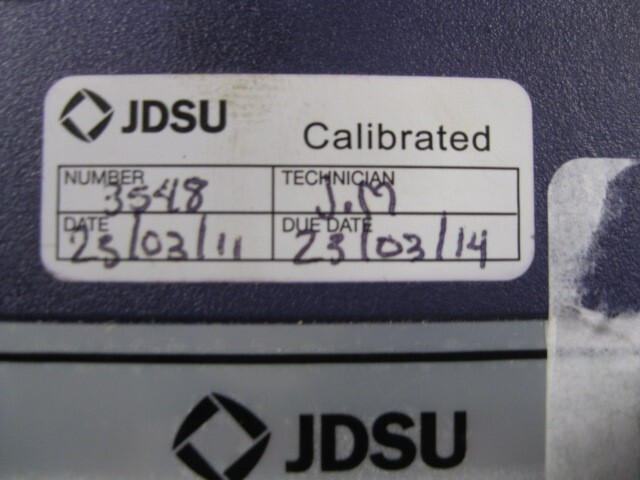 JDSU Calibrated
NUMBER 3548 TECHNICIAN J.M
DATE 23/03/11 DUE DATE 23/03/14
JDSU